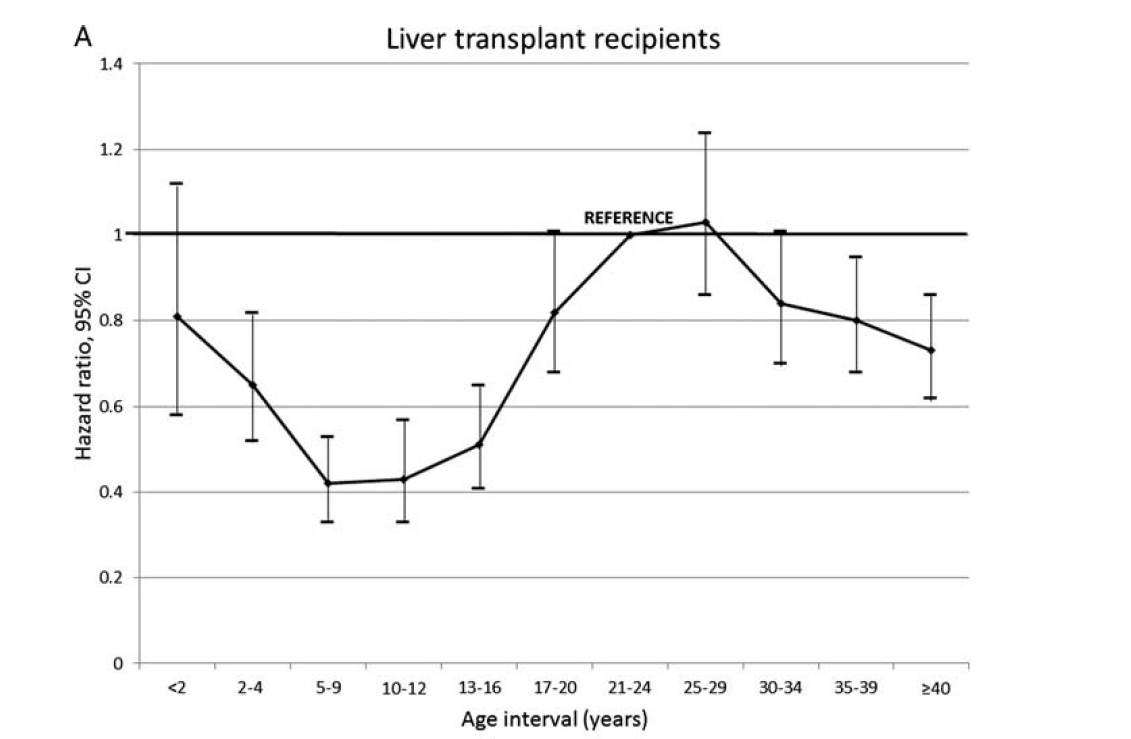 A
Liver transplant recipients
1.4
1.2
1
0.8
0.6
0.4
0.2
0
Hazard ratio, 95% CI
REFERENCE
<2 2-4 5-9 10-12 13-16 17-20 21-24 25-29 30-34 35-39 ≥40
Age interval (years)